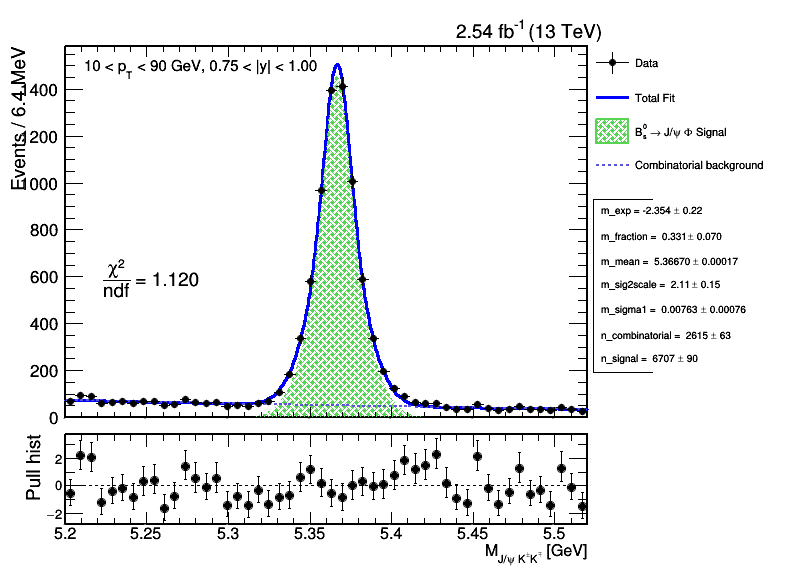 2.54 fb⁻¹ (13 TeV)
Events / 6.4 MeV
10 < p_T < 90 GeV, 0.75 < |y| < 1.00
1400
1200
1000
800
600
400
200
0
χ²/ndf = 1.120
Data
Total Fit
B_s^0 → J/ψ Φ Signal
Combinatorial background
m_exp = -2.354 ± 0.22
m_fraction = 0.331 ± 0.070
m_mean = 5.36670 ± 0.00017
m_sig2scale = 2.11 ± 0.15
m_sigma1 = 0.00763 ± 0.00076
n_combinatorial = 2615 ± 63
n_signal = 6707 ± 90
Pull hist
2
0
−2
5.2 5.25 5.3 5.35 5.4 5.45 5.5
M_{J/ψ K^± K^∓} [GeV]